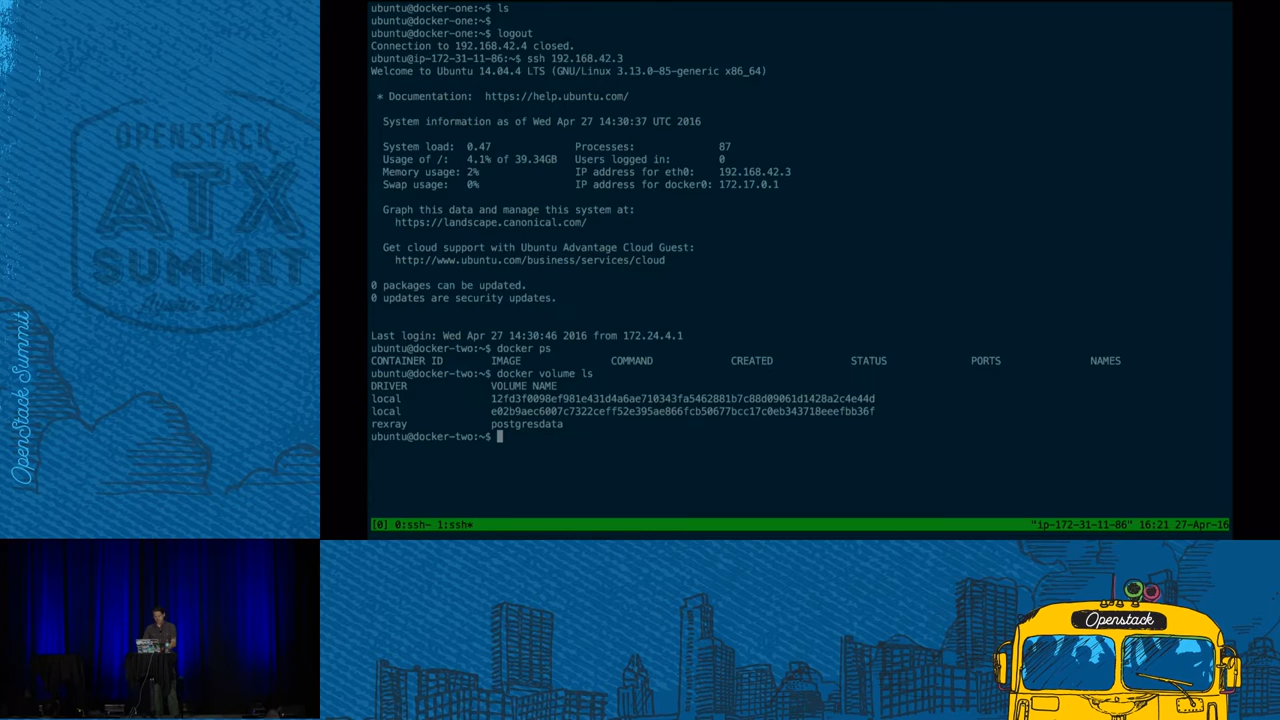 ubuntu@docker-one:~$ ls
ubuntu@docker-one:~$
ubuntu@docker-one:~$ logout
Connection to 192.168.42.4 closed.
ubuntu@ip-172-31-11-86:~$ ssh 192.168.42.3
Welcome to Ubuntu 14.04.4 LTS (GNU/Linux 3.13.0-85-generic x86_64)
* Documentation: https://help.ubuntu.com/
System information as of Wed Apr 27 14:30:37 UTC 2016
System load: 0.47 Processes: 87
Usage of /: 4.1% of 39.34GB Users logged in: 0
Memory usage: 2% IP address for eth0: 192.168.42.3
Swap usage: 0% IP address for docker0: 172.17.0.1
Graph this data and manage this system at:
https://landscape.canonical.com/
Get cloud support with Ubuntu Advantage Cloud Guest:
http://www.ubuntu.com/business/services/cloud
0 packages can be updated.
0 updates are security updates.
Last login: Wed Apr 27 14:30:46 2016 from 172.24.4.1
ubuntu@docker-two:~$ docker ps
CONTAINER ID IMAGE COMMAND CREATED STATUS PORTS NAMES
ubuntu@docker-two:~$ docker volume ls
DRIVER VOLUME NAME
local 12fd3f0098ef981e431d4a6ae710343fa5462881b7c88d09061d1428a2c4e44d
local e02b9aec6007c7322ceff52e395ae866fcb50677bcc17c0eb343718eeefbb36f
rexray postgresdata
ubuntu@docker-two:~$
[0] 0:ssh- 1:ssh* "ip-172-31-11-86" 16:21 27-Apr-16
OPENSTACK
ATX
SUMMIT
Austin 2016
OpenStack Summit
Openstack